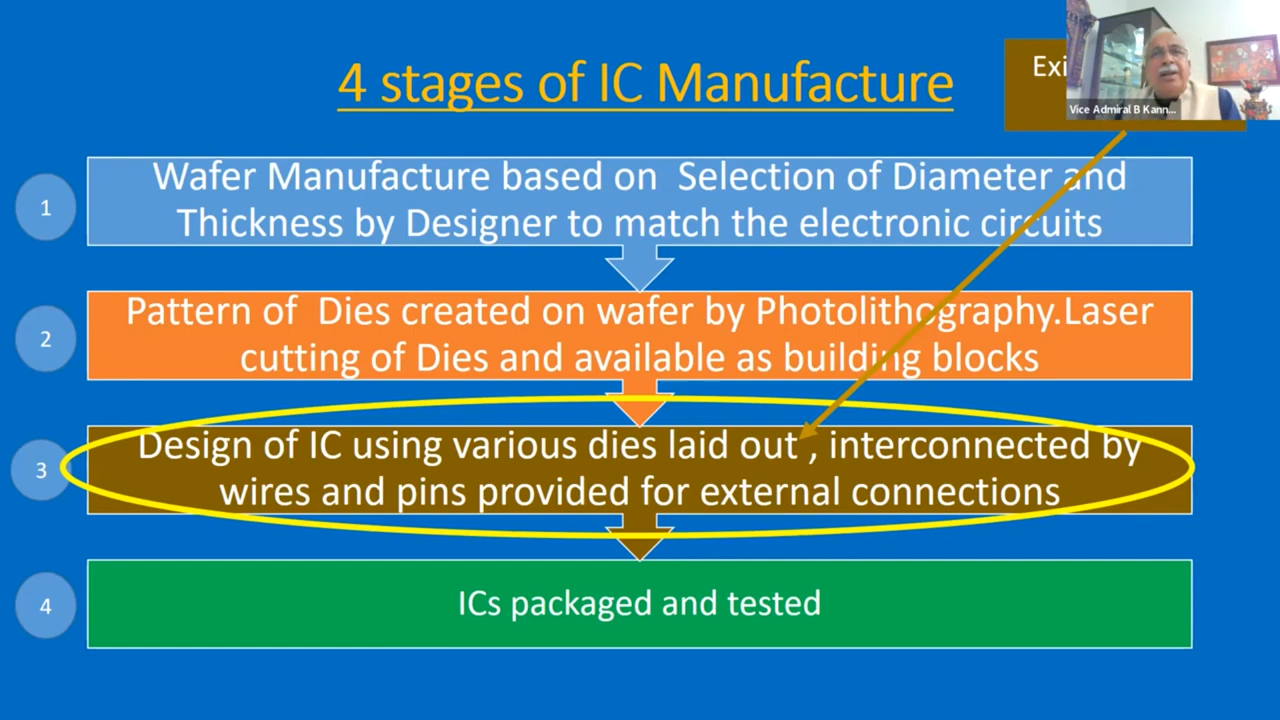 4 stages of IC Manufacture
Exi
Vice Admiral B Kann...
1
Wafer Manufacture based on Selection of Diameter and
Thickness by Designer to match the electronic circuits
2
Pattern of Dies created on wafer by Photolithography.Laser
cutting of Dies and available as building blocks
3
Design of IC using various dies laid out , interconnected by
wires and pins provided for external connections
4
ICs packaged and tested